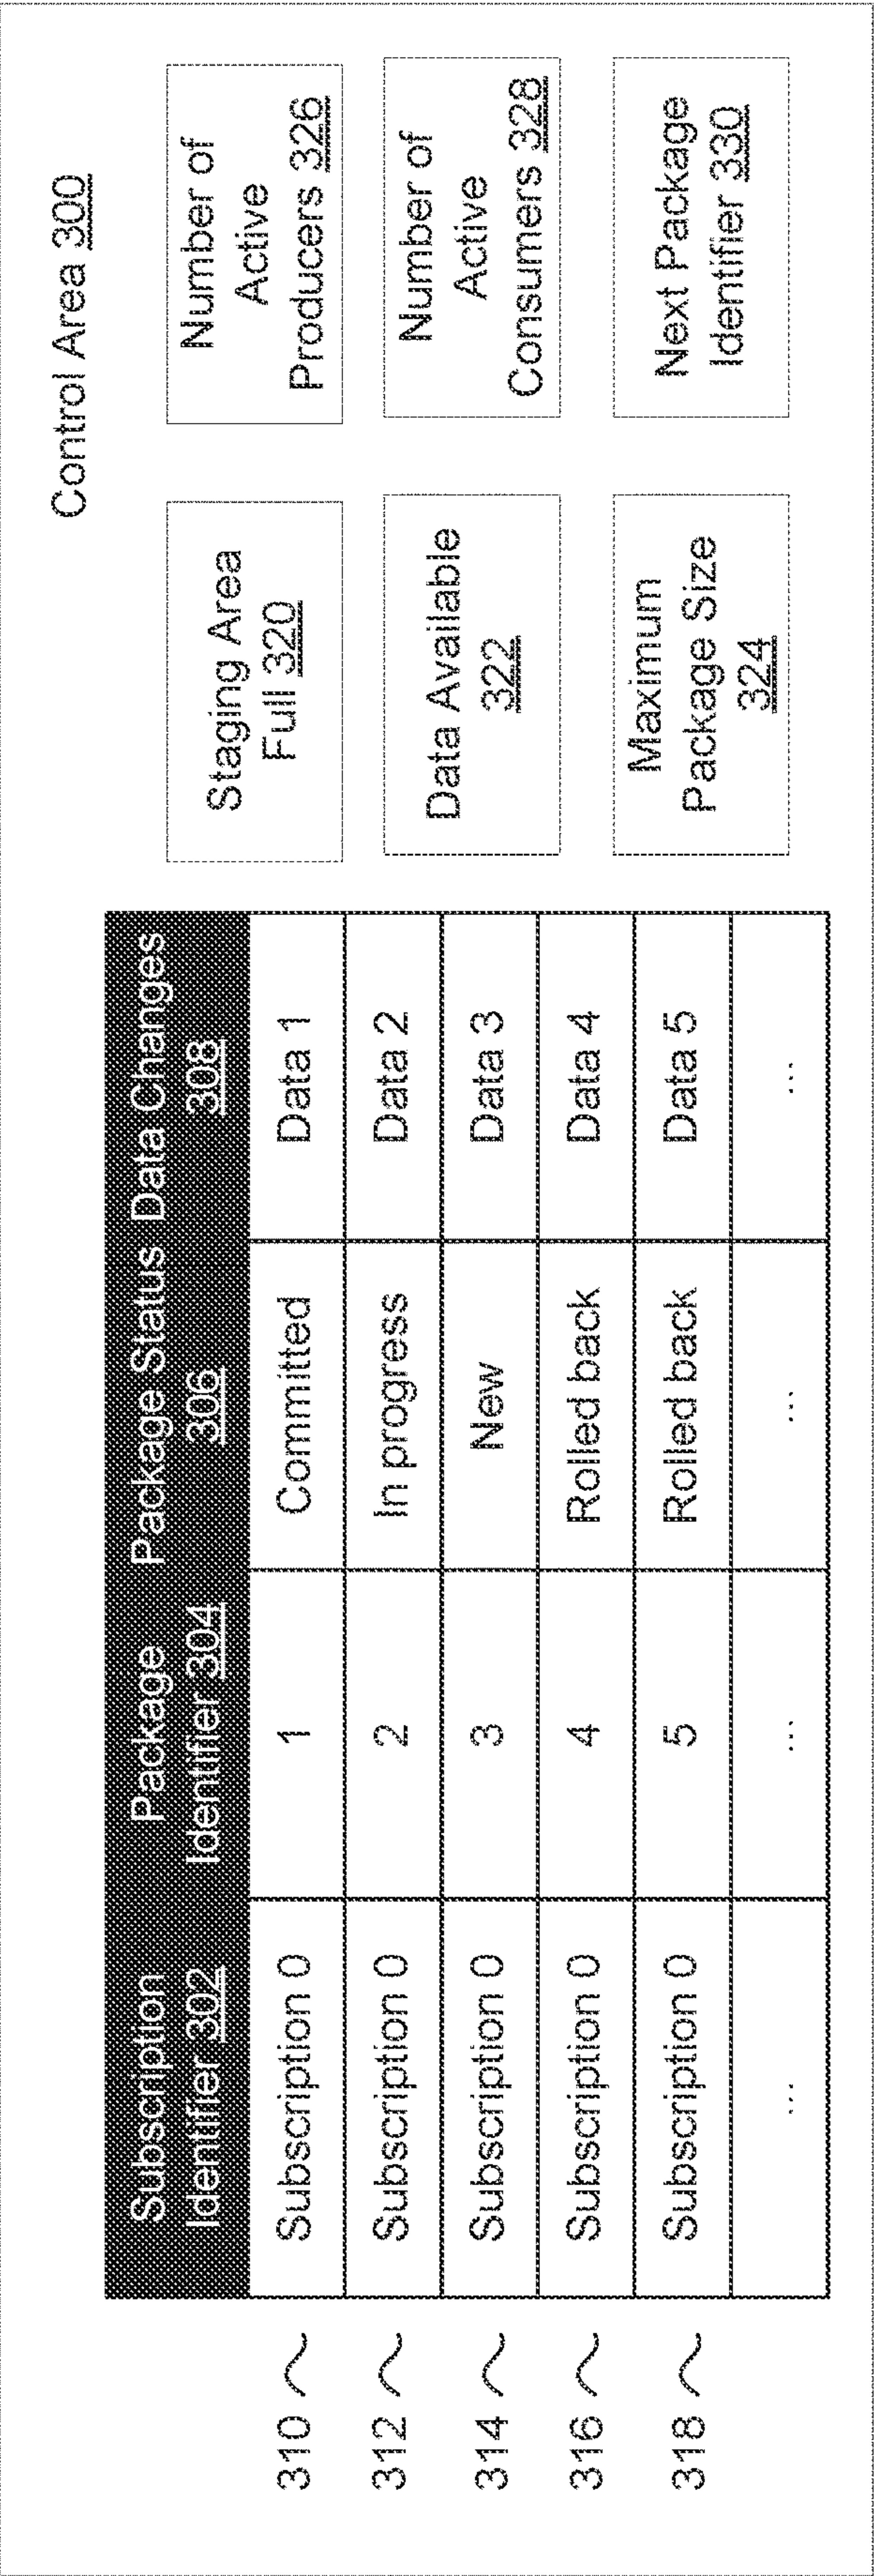 Control Area 300
Subscription
Identifier 302
Package
Identifier 304
Package Status
306
Data Changes
308
310
Subscription 0
1
Committed
Data 1
312
Subscription 0
2
In progress
Data 2
314
Subscription 0
3
New
Data 3
316
Subscription 0
4
Rolled back
Data 4
318
Subscription 0
5
Rolled back
Data 5
...
...
...
...
Staging Area
Full 320
Number of
Active
Producers 326
Data Available
322
Number of
Active
Consumers 328
Maximum
Package Size
324
Next Package
Identifier 330